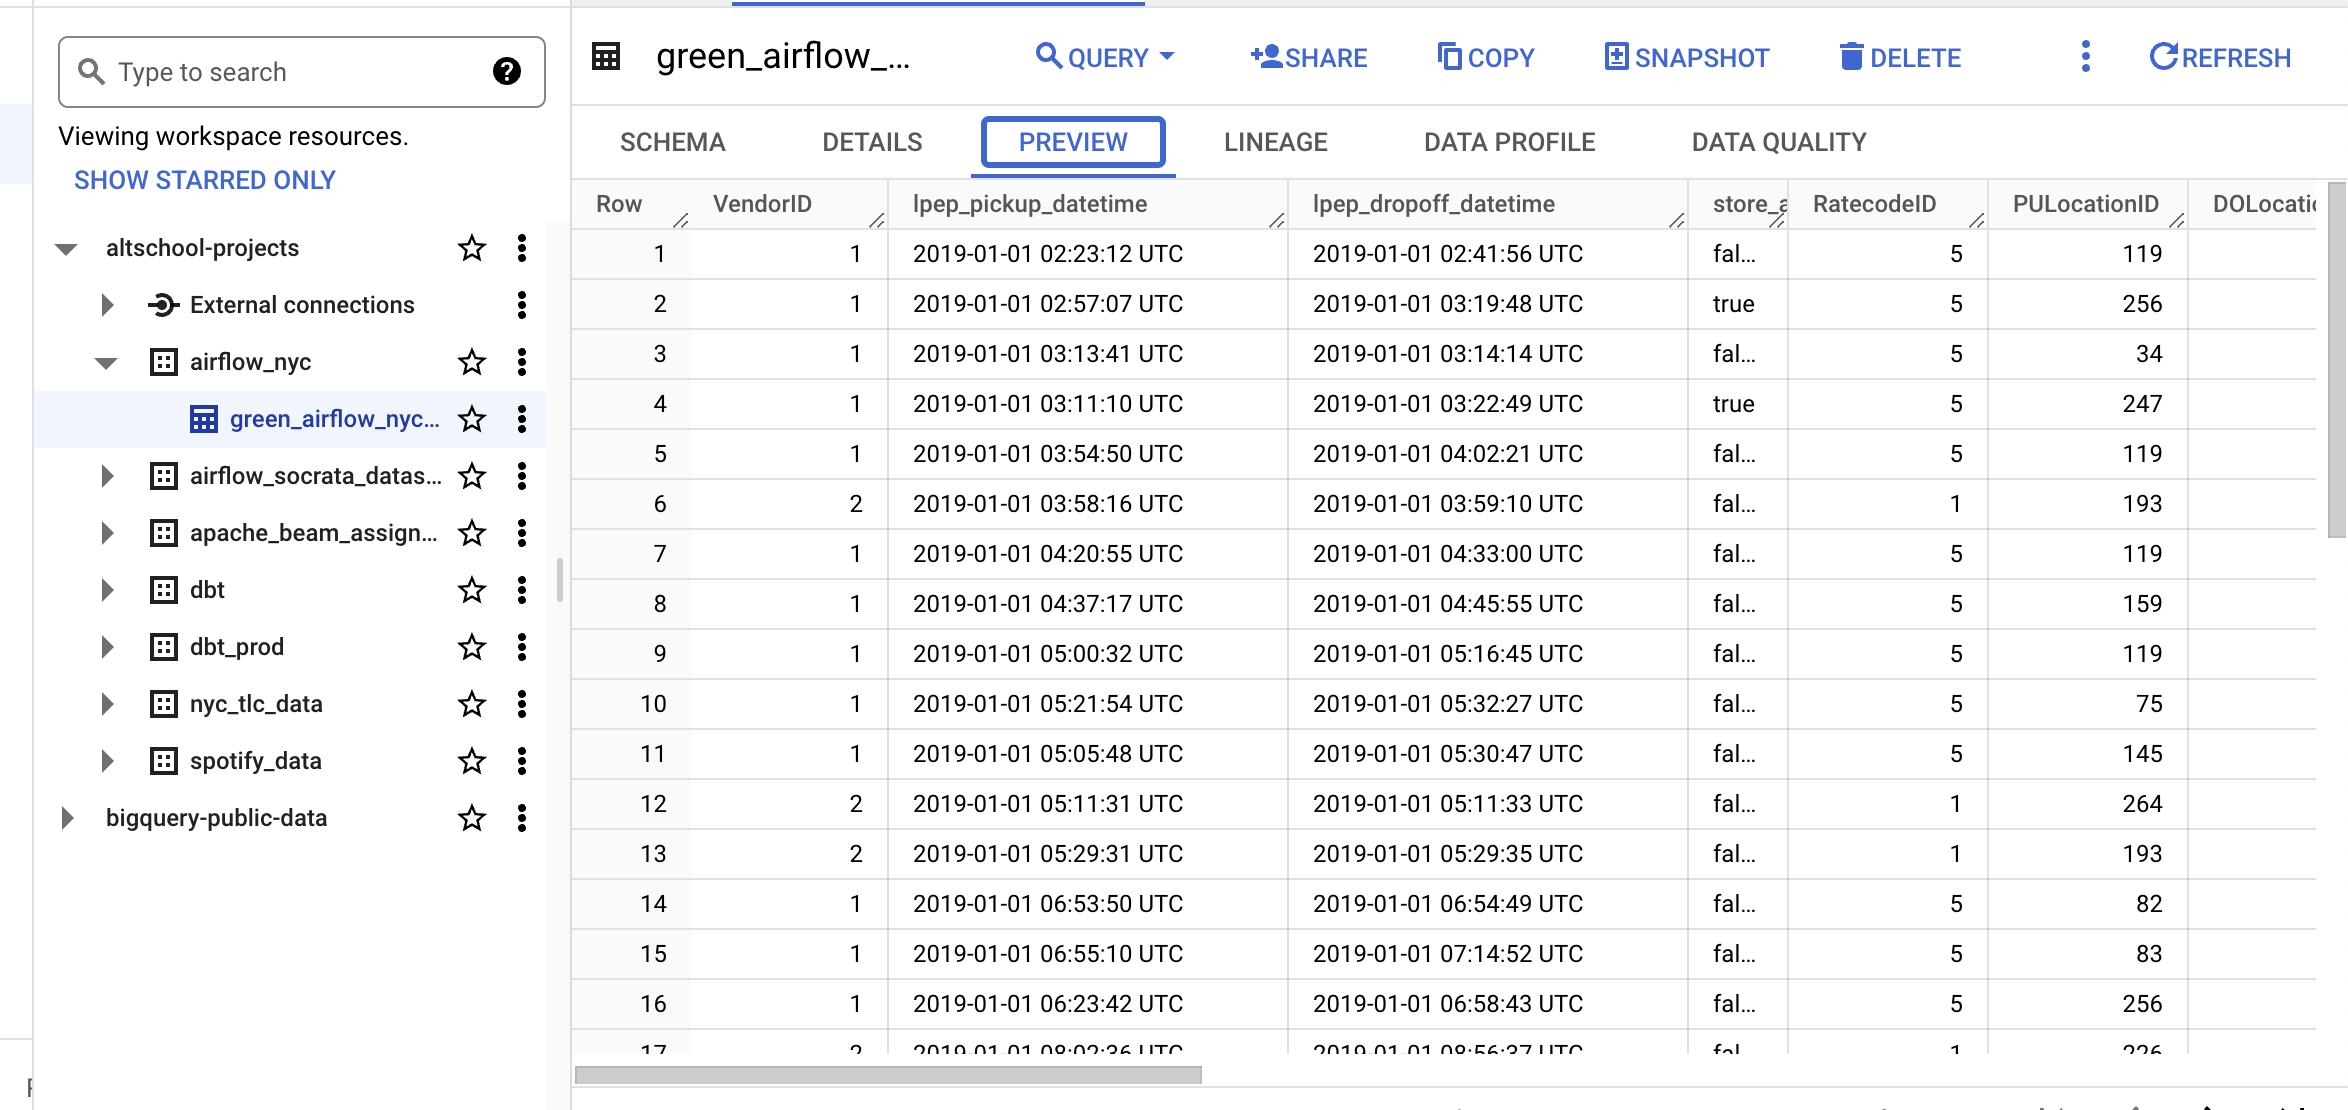 Type to search
Viewing workspace resources.
SHOW STARRED ONLY
altschool-projects
External connections
airflow_nyc
green_airflow_nyc...
airflow_socrata_datas...
apache_beam_assign...
dbt
dbt_prod
nyc_tlc_data
spotify_data
bigquery-public-data
green_airflow_... QUERY SHARE COPY SNAPSHOT DELETE REFRESH
SCHEMA DETAILS PREVIEW LINEAGE DATA PROFILE DATA QUALITY
Row VendorID lpep_pickup_datetime lpep_dropoff_datetime store_a RatecodeID PULocationID DOLocatio
1 1 2019-01-01 02:23:12 UTC 2019-01-01 02:41:56 UTC fal... 5 119
2 1 2019-01-01 02:57:07 UTC 2019-01-01 03:19:48 UTC true 5 256
3 1 2019-01-01 03:13:41 UTC 2019-01-01 03:14:14 UTC fal... 5 34
4 1 2019-01-01 03:11:10 UTC 2019-01-01 03:22:49 UTC true 5 247
5 1 2019-01-01 03:54:50 UTC 2019-01-01 04:02:21 UTC fal... 5 119
6 2 2019-01-01 03:58:16 UTC 2019-01-01 03:59:10 UTC fal... 1 193
7 1 2019-01-01 04:20:55 UTC 2019-01-01 04:33:00 UTC fal... 5 119
8 1 2019-01-01 04:37:17 UTC 2019-01-01 04:45:55 UTC fal... 5 159
9 1 2019-01-01 05:00:32 UTC 2019-01-01 05:16:45 UTC fal... 5 119
10 1 2019-01-01 05:21:54 UTC 2019-01-01 05:32:27 UTC fal... 5 75
11 1 2019-01-01 05:05:48 UTC 2019-01-01 05:30:47 UTC fal... 5 145
12 2 2019-01-01 05:11:31 UTC 2019-01-01 05:11:33 UTC fal... 1 264
13 2 2019-01-01 05:29:31 UTC 2019-01-01 05:29:35 UTC fal... 1 193
14 1 2019-01-01 06:53:50 UTC 2019-01-01 06:54:49 UTC fal... 5 82
15 1 2019-01-01 06:55:10 UTC 2019-01-01 07:14:52 UTC fal... 5 83
16 1 2019-01-01 06:23:42 UTC 2019-01-01 06:58:43 UTC fal... 5 256
17 2 2019-01-01 08:02:36 UTC 2019-01-01 08:56:37 UTC fal 1 226